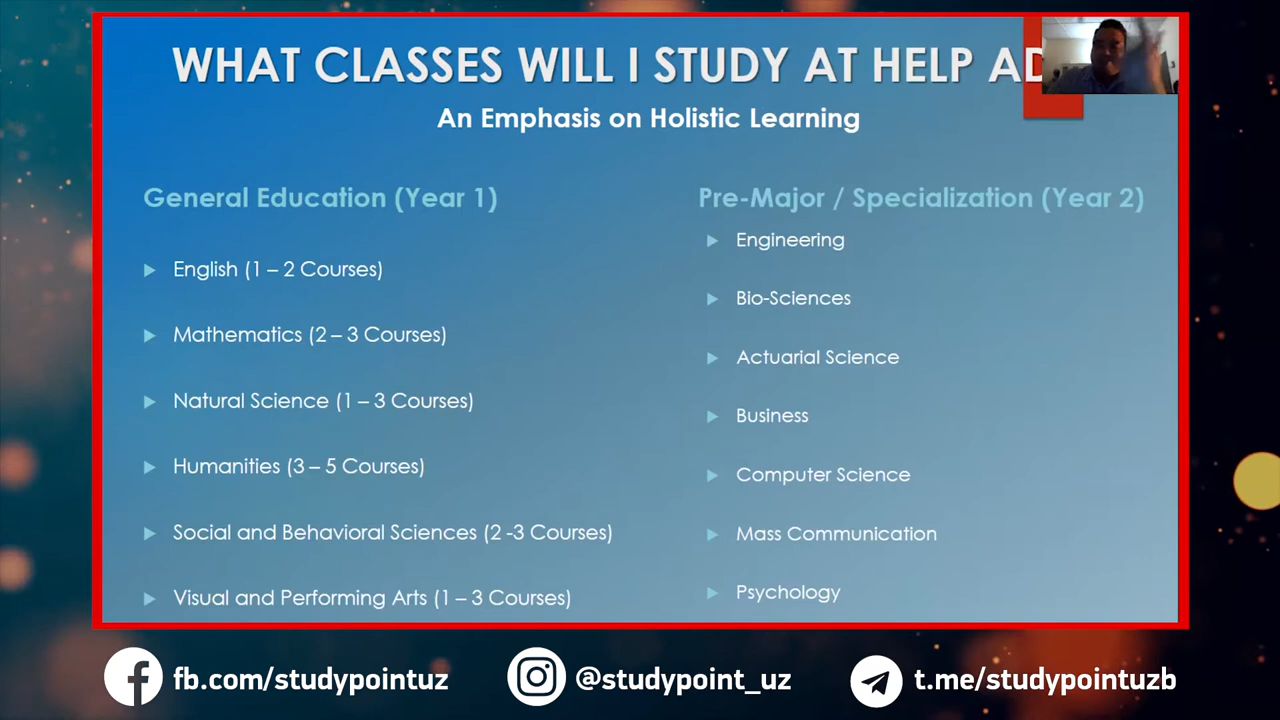 WHAT CLASSES WILL I STUDY AT HELP
An Emphasis on Holistic Learning
General Education (Year 1)
English (1 – 2 Courses)
Mathematics (2 – 3 Courses)
Natural Science (1 – 3 Courses)
Humanities (3 – 5 Courses)
Social and Behavioral Sciences (2 -3 Courses)
Visual and Performing Arts (1 – 3 Courses)
Pre-Major / Specialization (Year 2)
Engineering
Bio-Sciences
Actuarial Science
Business
Computer Science
Mass Communication
Psychology
fb.com/studypointuz
@studypoint_uz
t.me/studypointuzb